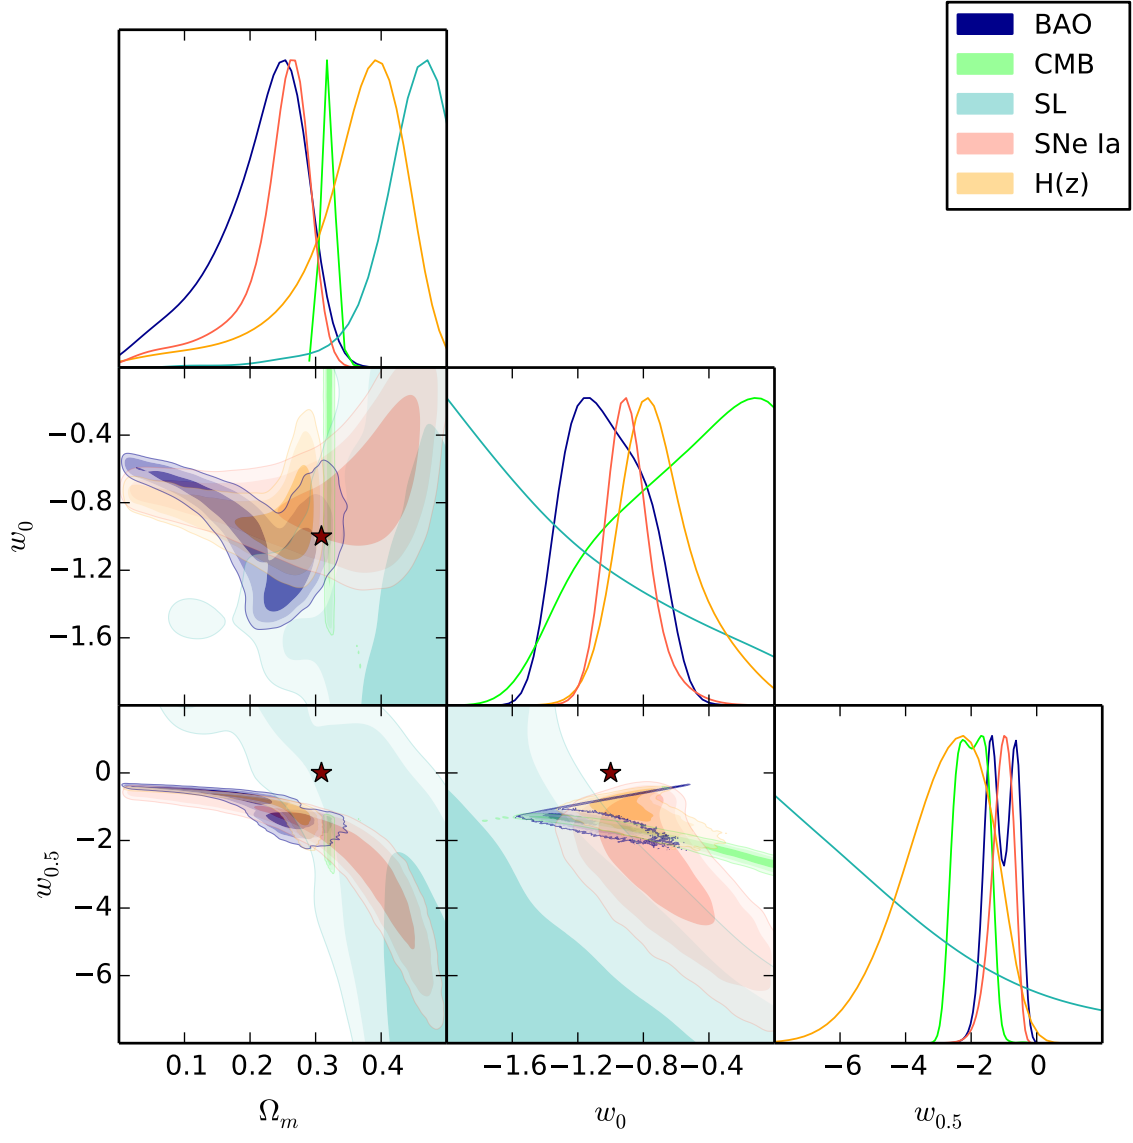 BAO
CMB
SL
SNe Ia
H(z)
w₀
−0.4
−0.8
−1.2
−1.6
w₀.₅
0
−2
−4
−6
0.1 0.2 0.3 0.4
−1.6 −1.2 −0.8 −0.4
−6 −4 −2 0
Ωₘ w₀ w₀.₅